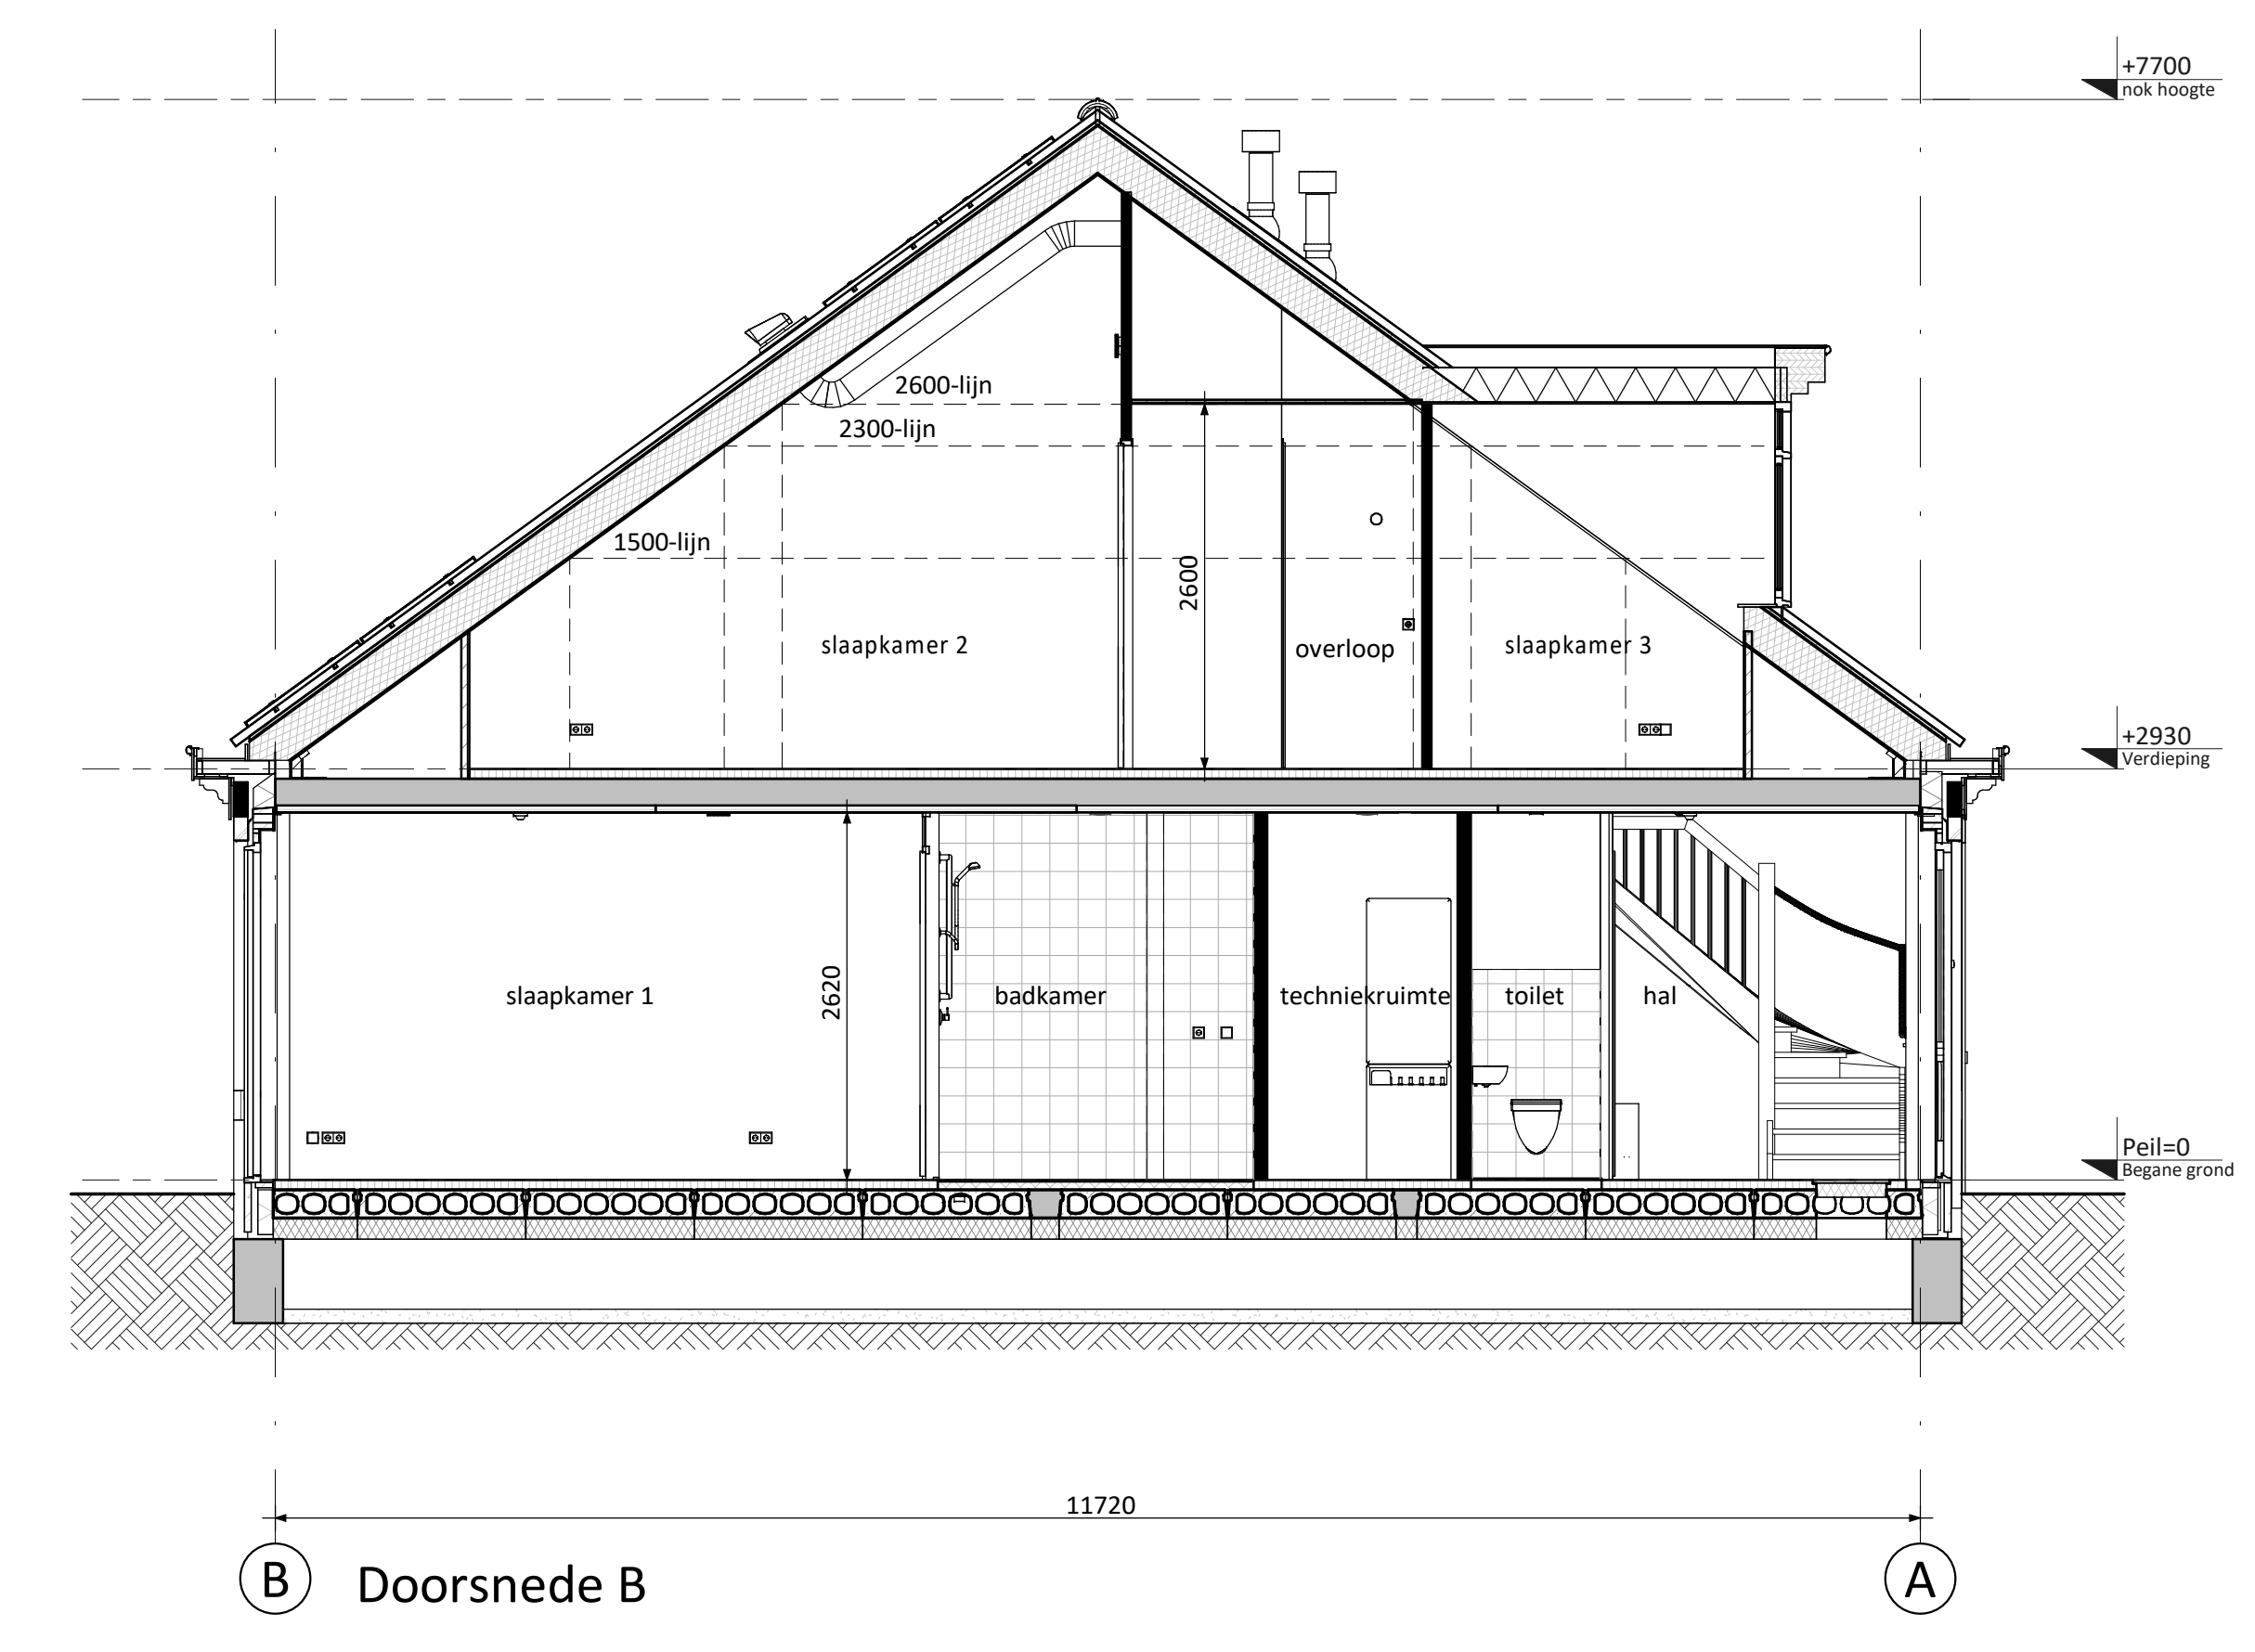 +7700
nok hoogte
2600-lijn
2300-lijn
1500-lijn
2600
slaapkamer 2
overloop
slaapkamer 3
+2930
Verdieping
slaapkamer 1
2620
badkamer
techniekruimte
toilet
hal
Peil=0
Begane grond
11720
B
Doorsnede B
A